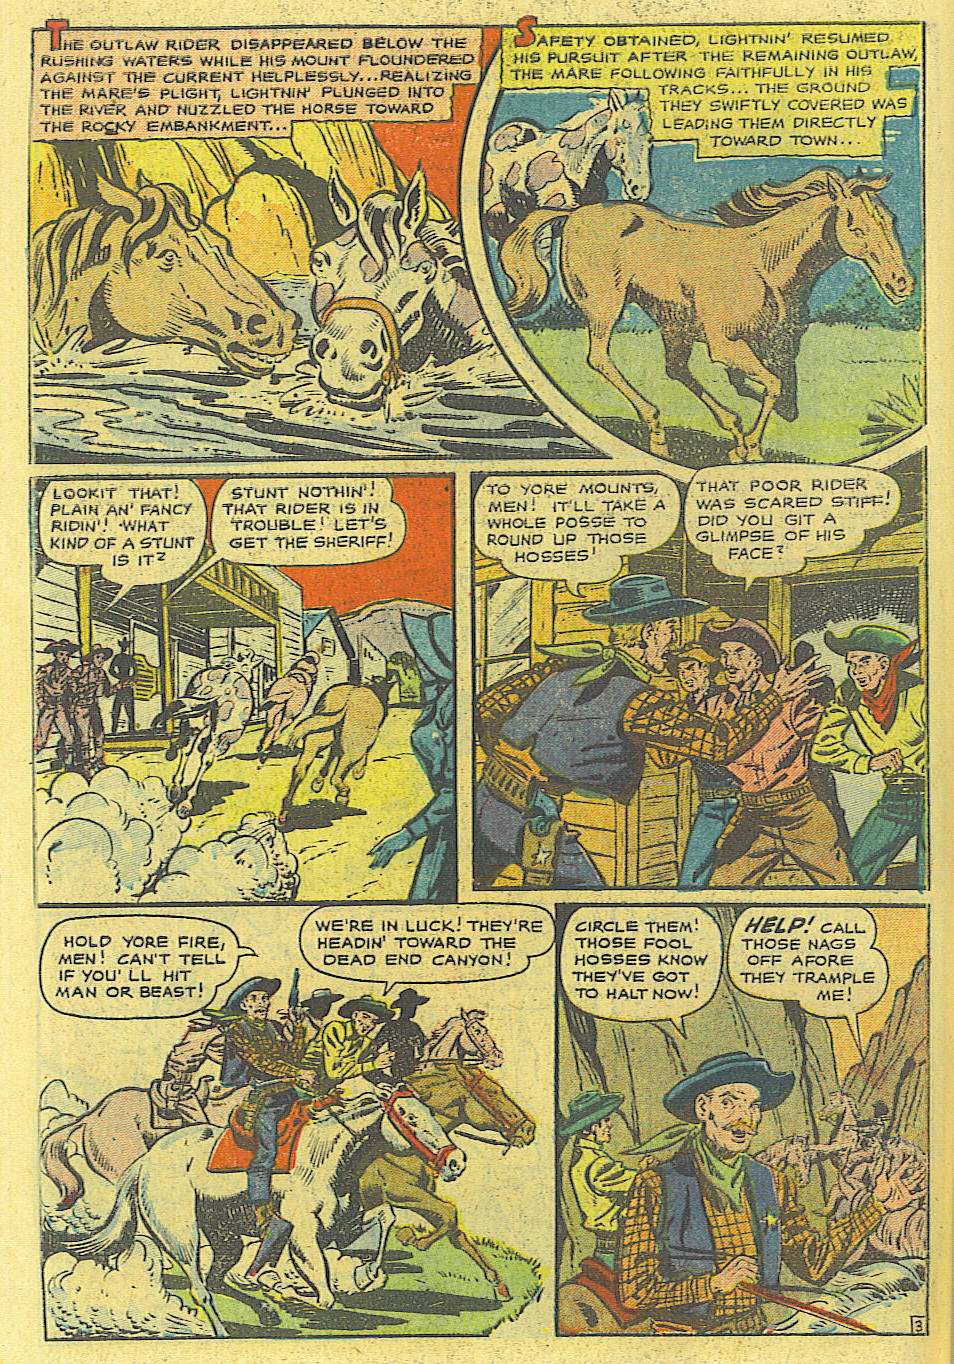 THE OUTLAW RIDER DISAPPEARED BELOW THE
RUSHING WATERS WHILE HIS MOUNT FLOUNDERED
AGAINST THE CURRENT HELPLESSLY...REALIZING
THE MARE'S PLIGHT, LIGHTNIN' PLUNGED INTO
THE RIVER AND NUZZLED THE HORSE TOWARD
THE ROCKY EMBANKMENT...
SAFETY OBTAINED, LIGHTNIN' RESUMED
HIS PURSUIT AFTER THE REMAINING OUTLAW,
THE MARE FOLLOWING FAITHFULLY IN HIS
TRACKS... THE GROUND
THEY SWIFTLY COVERED WAS
LEADING THEM DIRECTLY
TOWARD TOWN...
LOOKIT THAT!
PLAIN AN' FANCY
RIDIN'! WHAT
KIND OF A STUNT
IS IT?
STUNT NOTHIN'!
THAT RIDER IS IN
TROUBLE! LET'S
GET THE SHERIFF!
TO YORE MOUNTS,
MEN! IT'LL TAKE A
WHOLE POSSE TO
ROUND UP THOSE
HOSSES!
THAT POOR RIDER
WAS SCARED STIFF!
DID YOU GIT A
GLIMPSE OF HIS
FACE?
HOLD YORE FIRE,
MEN! CAN'T TELL
IF YOU'LL HIT
MAN OR BEAST!
WE'RE IN LUCK! THEY'RE
HEADIN' TOWARD THE
DEAD END CANYON!
CIRCLE THEM!
THOSE FOOL
HOSSES KNOW
THEY'VE GOT
TO HALT NOW!
HELP! CALL
THOSE NAGS
OFF AFORE
THEY TRAMPLE
ME!
3